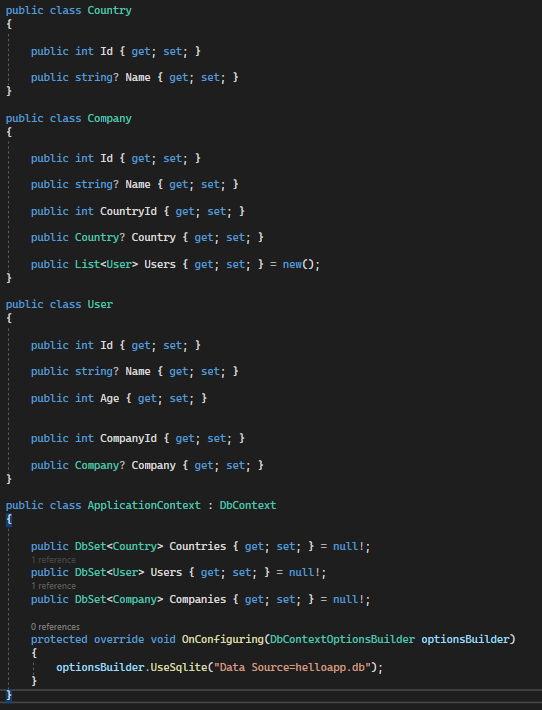 public class Country
{
public int Id { get; set; }
public string? Name { get; set; }
}
public class Company
{
public int Id { get; set; }
public string? Name { get; set; }
public int CountryId { get; set; }
public Country? Country { get; set; }
public List<User> Users { get; set; } = new();
}
public class User
{
public int Id { get; set; }
public string? Name { get; set; }
public int Age { get; set; }
public int CompanyId { get; set; }
public Company? Company { get; set; }
}
public class ApplicationContext : DbContext
{
public DbSet<Country> Countries { get; set; } = null!;
1 reference
public DbSet<User> Users { get; set; } = null!;
1 reference
public DbSet<Company> Companies { get; set; } = null!;
0 references
protected override void OnConfiguring(DbContextOptionsBuilder optionsBuilder)
{
optionsBuilder.UseSqlite("Data Source=helloapp.db");
}
}